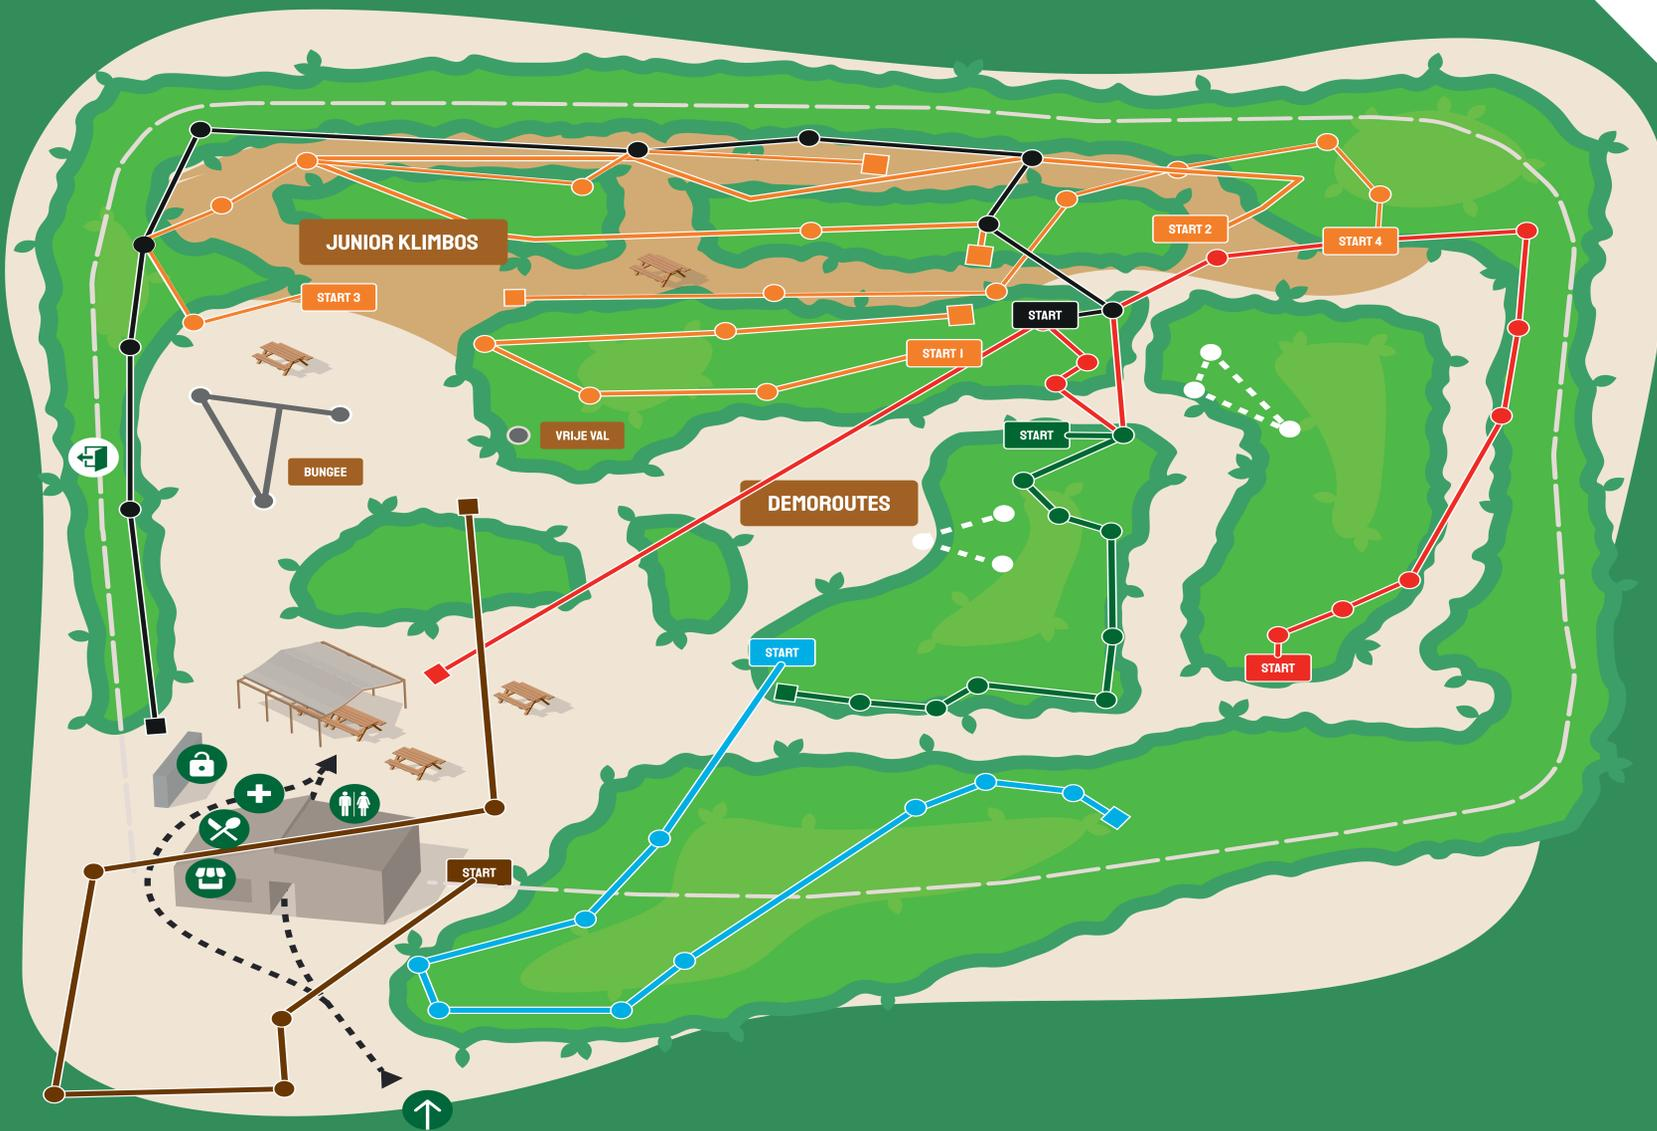 JUNIOR KLIMBOS
START 2
START 4
START 3
START
START 1
START
VRIJE VAL
BUNGEE
DEMOROUTES
START
START
START